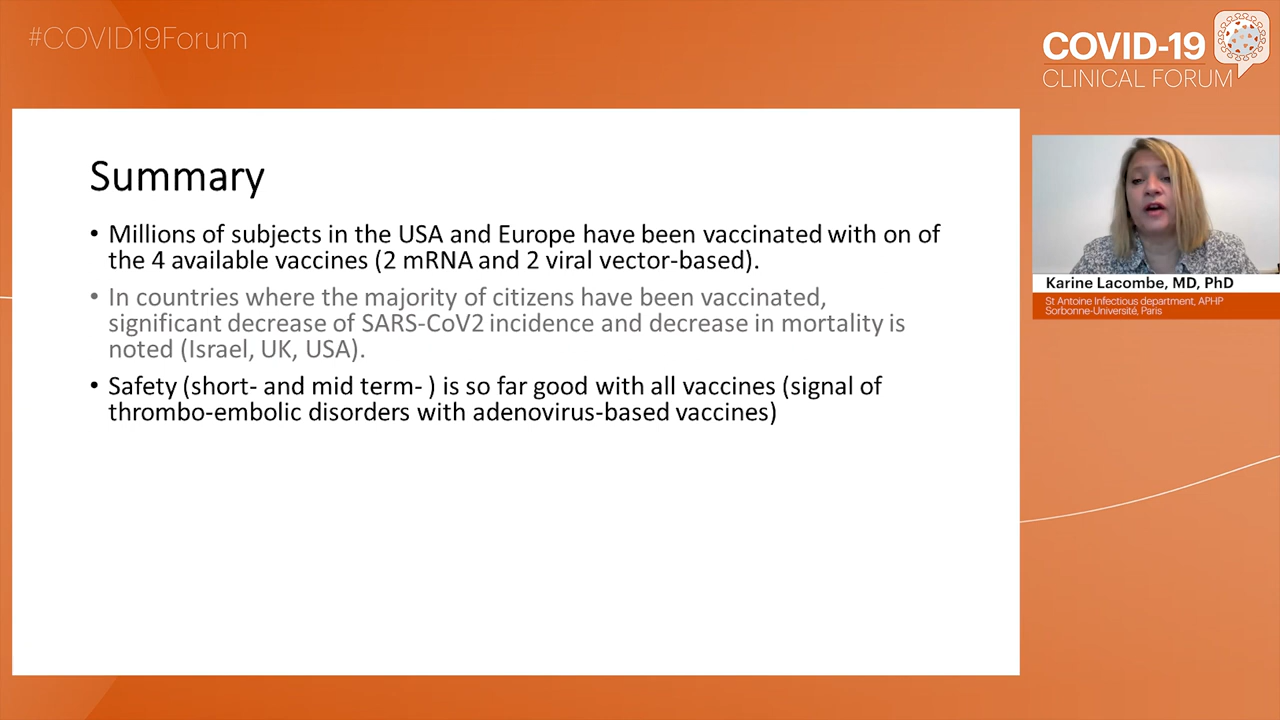 #COVID19Forum
COVID-19
CLINICAL FORUM
Summary
• Millions of subjects in the USA and Europe have been vaccinated with on of
the 4 available vaccines (2 mRNA and 2 viral vector-based).
• In countries where the majority of citizens have been vaccinated,
significant decrease of SARS-CoV2 incidence and decrease in mortality is
noted (Israel, UK, USA).
• Safety (short- and mid term- ) is so far good with all vaccines (signal of
thrombo-embolic disorders with adenovirus-based vaccines)
Karine Lacombe, MD, PhD
St Antoine Infectious department, APHP
Sorbonne-Université, Paris